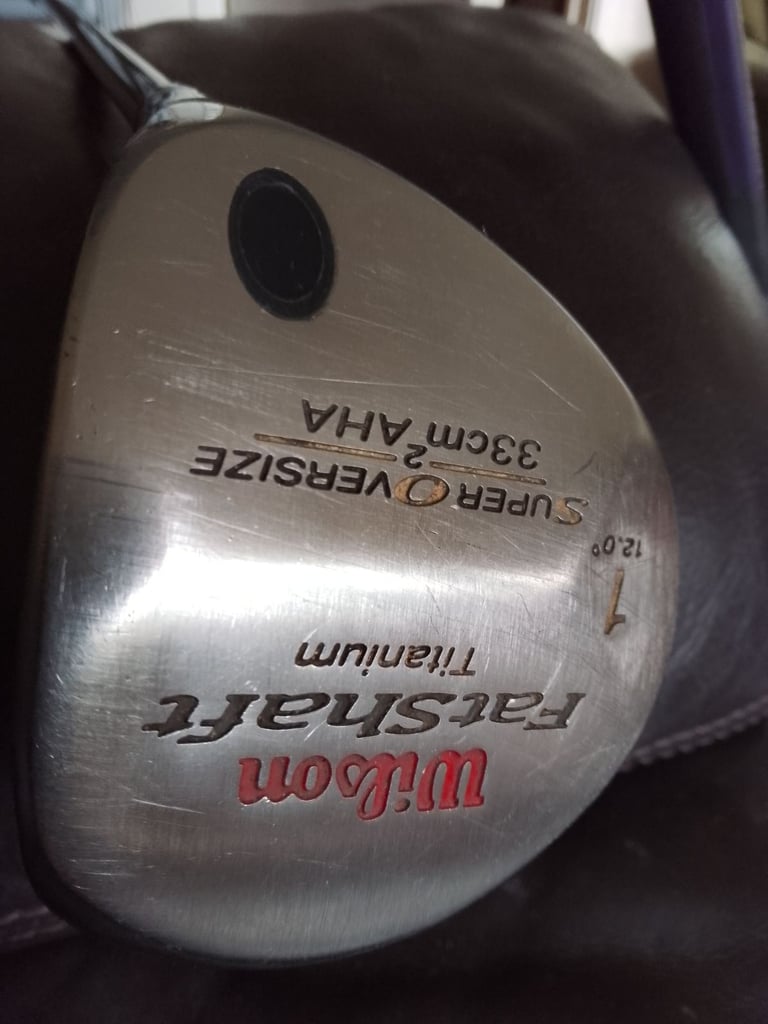 Wilson
FatShaft
Titanium
1
12.0°
SUPER OVERSIZE
33cm² AHA